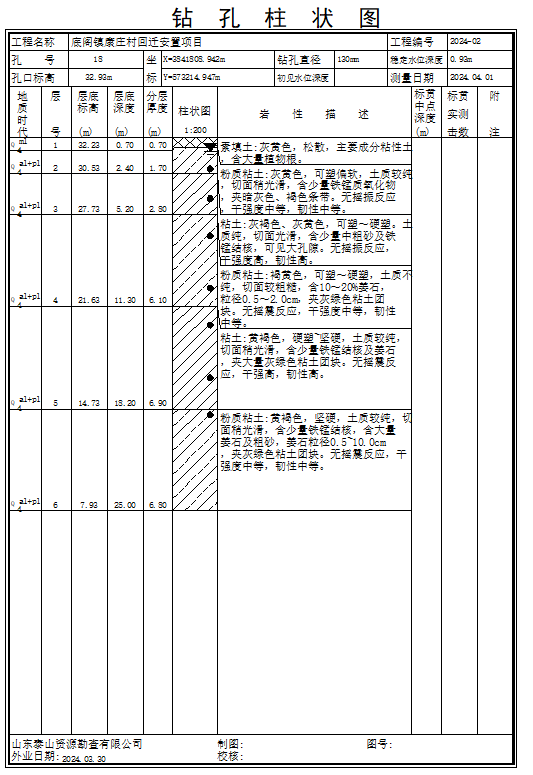 钻孔柱状图
工程名称 底阁镇康庄村回迁安置项目 工程编号 2024-02
孔号 18 坐标 X=3841808.942m 钻孔直径 130mm 稳定水位深度 0.93m
孔口标高 32.93m Y=573214.947m 初见水位深度 测量日期 2024.04.01
地质时代 层号 层底标高(m) 层底深度(m) 分层厚度(m) 柱状图 1:200 岩性描述 标贯中点深度(m) 标贯实测击数 附注
Q4ml 1 32.23 0.70 0.70
素填土:灰黄色，松散，主要成分粘性土
，含大量植物根。
Q4al+pl 2 30.53 2.40 1.70
粉质粘土:灰黄色，可塑偏软，土质较纯
，切面稍光滑，含少量铁锰质氧化物
，夹暗灰色、褐色条带。无摇振反应，
干强度中等，韧性中等。
Q4al+pl 3 27.73 5.20 2.80
粘土:灰褐色、灰黄色，可塑～硬塑。土
质纯，切面光滑，含少量中粗砂及铁
锰结核，可见大孔隙。无摇振反应，
干强度高，韧性高。
Q4al+pl 4 21.63 11.30 6.10
粉质粘土:褐黄色，可塑～硬塑，土质不
纯，切面较粗糙，含10～20%姜石，
粒径0.5～2.0cm，夹灰绿色粘土团
块。无摇震反应，干强度中等，韧性
中等。
Q4al+pl 5 14.73 18.20 6.90
粘土:黄褐色，硬塑~坚硬，土质较纯，
切面稍光滑，含少量铁锰结核及姜石
，夹大量灰绿色粘土团块。无摇震反
应，干强高，韧性高。
Q4al+pl 6 7.93 25.00 6.80
粉质粘土:黄褐色，坚硬，土质较纯，切
面稍光滑，含少量铁锰结核，含大量
姜石及粗砂，姜石粒径0.5~10.0cm
，夹灰绿色粘土团块。无摇震反应，干
强度中等，韧性中等。
山东泰山资源勘查有限公司 制图: 图号:
外业日期:2024.03.30 校核: